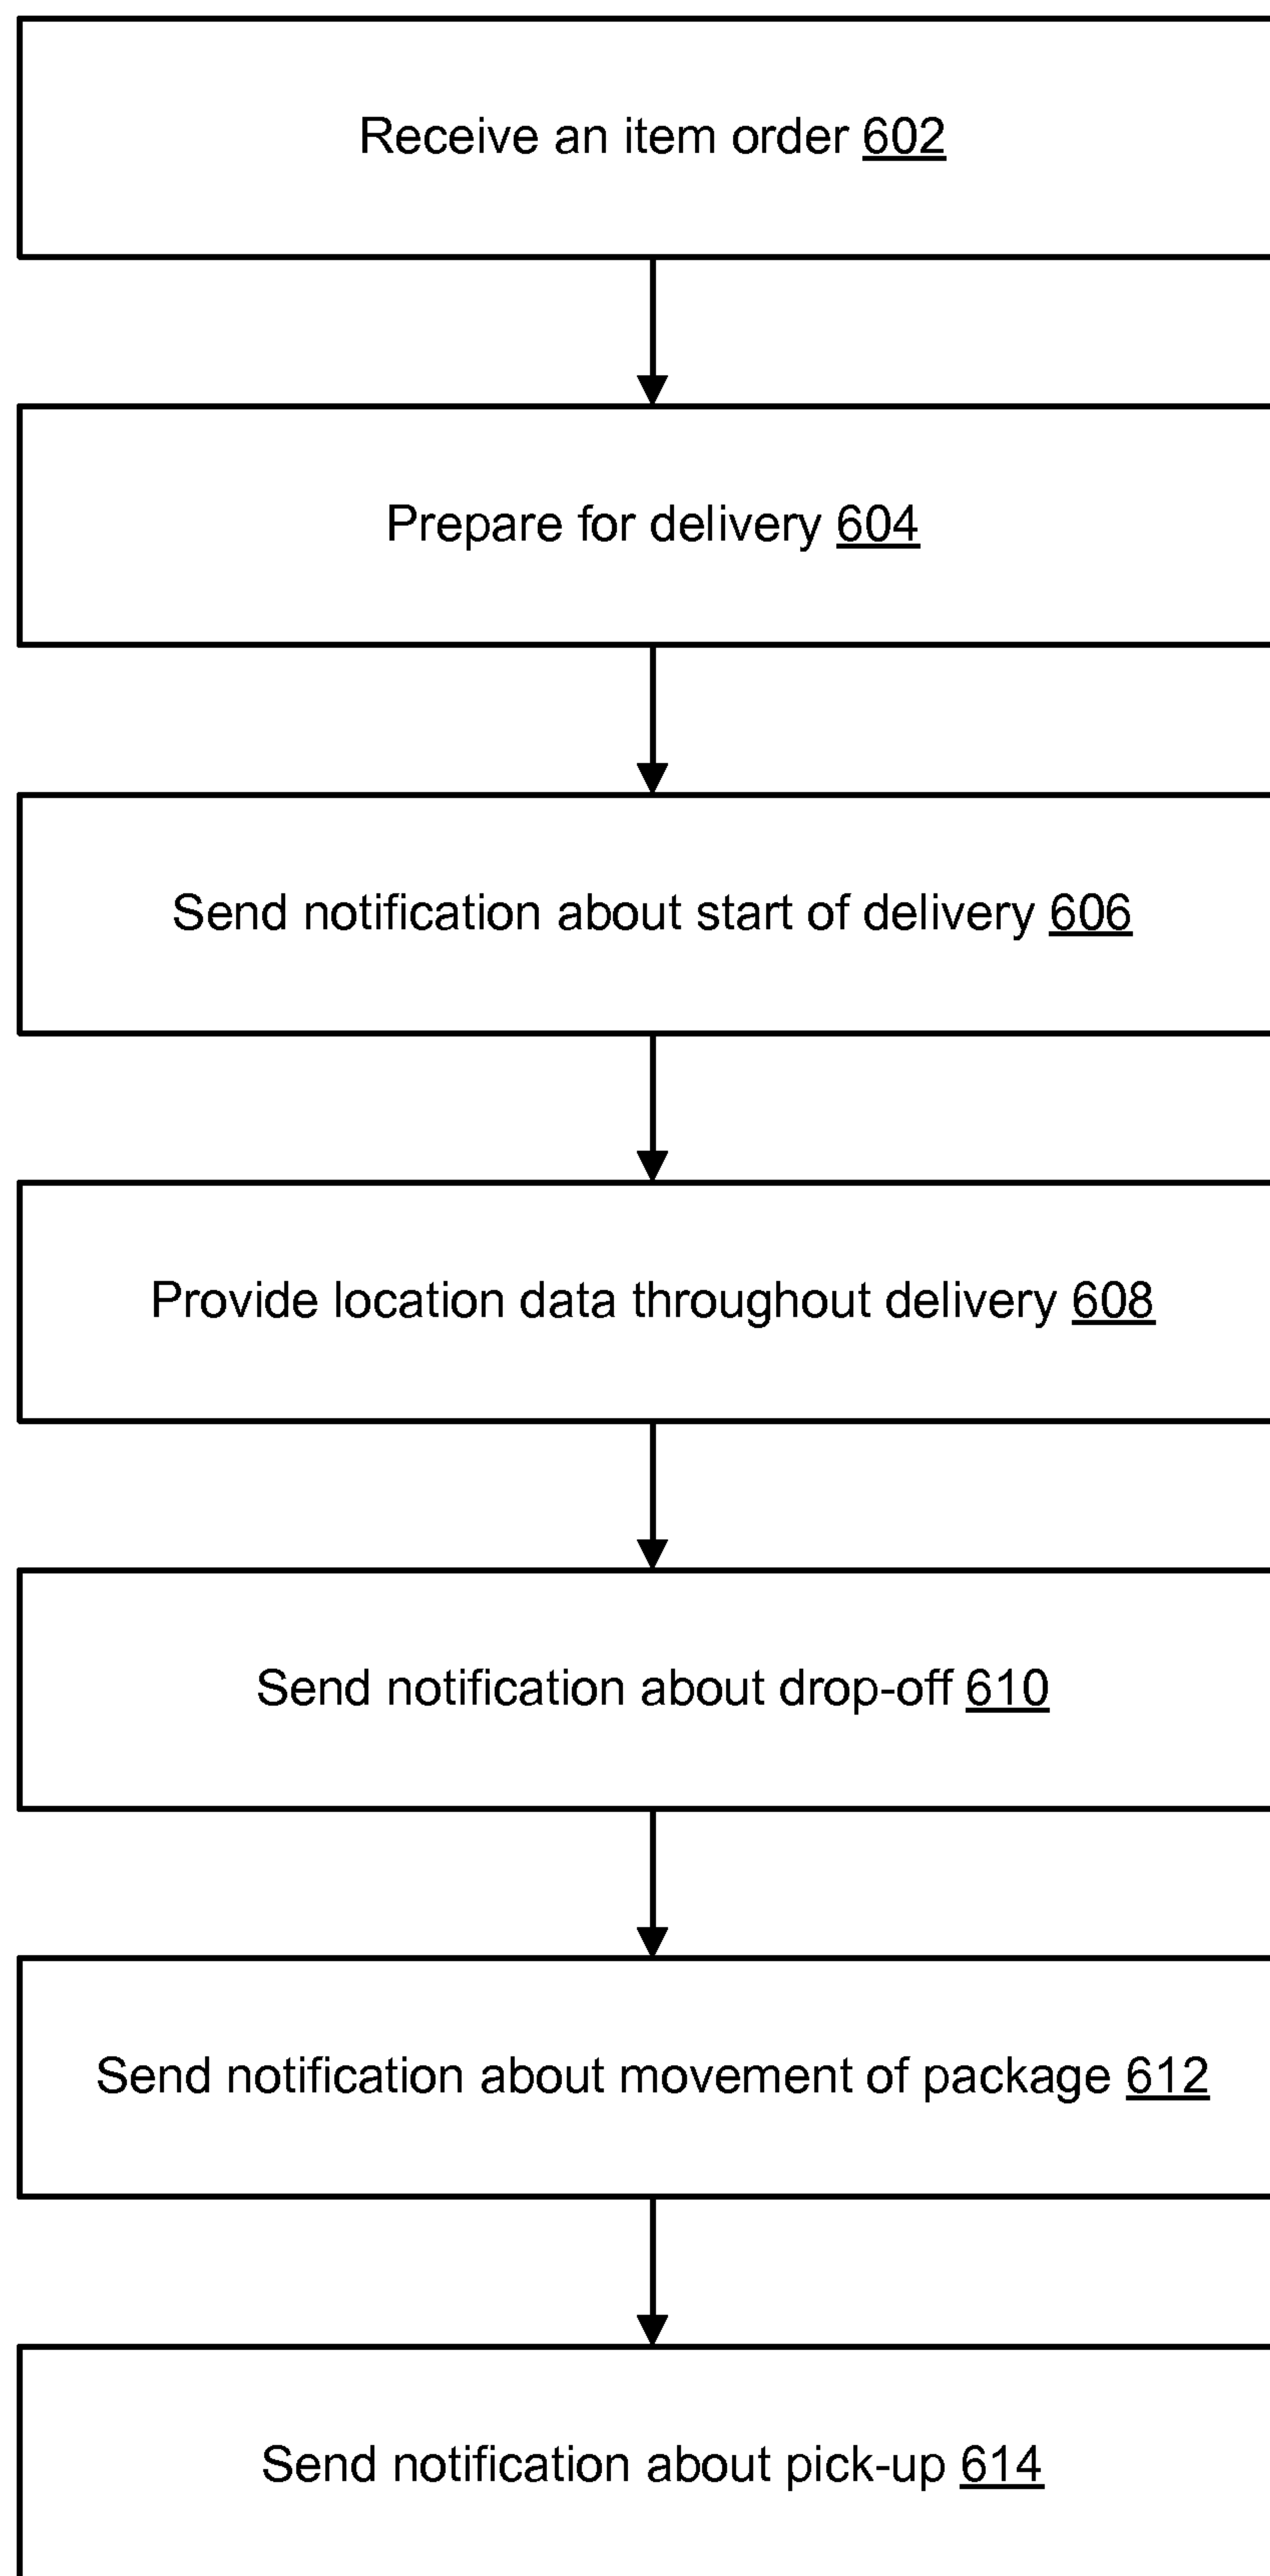 Receive an item order 602
Prepare for delivery 604
Send notification about start of delivery 606
Provide location data throughout delivery 608
Send notification about drop-off 610
Send notification about movement of package 612
Send notification about pick-up 614